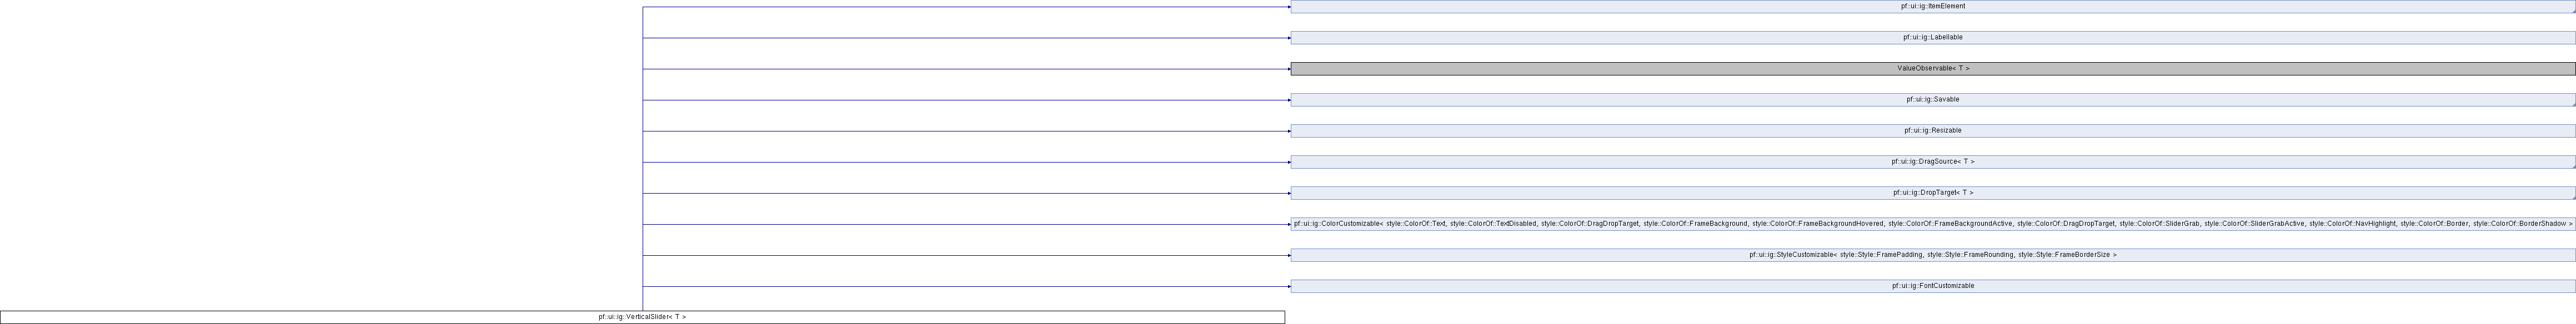 pf::ui::ig::ItemElement
pf::ui::ig::Labellable
ValueObservable< T >
pf::ui::ig::Savable
pf::ui::ig::Resizable
pf::ui::ig::DragSource< T >
pf::ui::ig::DropTarget< T >
pf::ui::ig::ColorCustomizable< style::ColorOf::Text, style::ColorOf::TextDisabled, style::ColorOf::DragDropTarget, style::ColorOf::FrameBackground, style::ColorOf::FrameBackgroundHovered, style::ColorOf::FrameBackgroundActive, style::ColorOf::DragDropTarget, style::ColorOf::SliderGrab, style::ColorOf::SliderGrabActive, style::ColorOf::NavHighlight, style::ColorOf::Border, style::ColorOf::BorderShadow >
pf::ui::ig::StyleCustomizable< style::Style::FramePadding, style::Style::FrameRounding, style::Style::FrameBorderSize >
pf::ui::ig::FontCustomizable
pf::ui::ig::VerticalSlider< T >